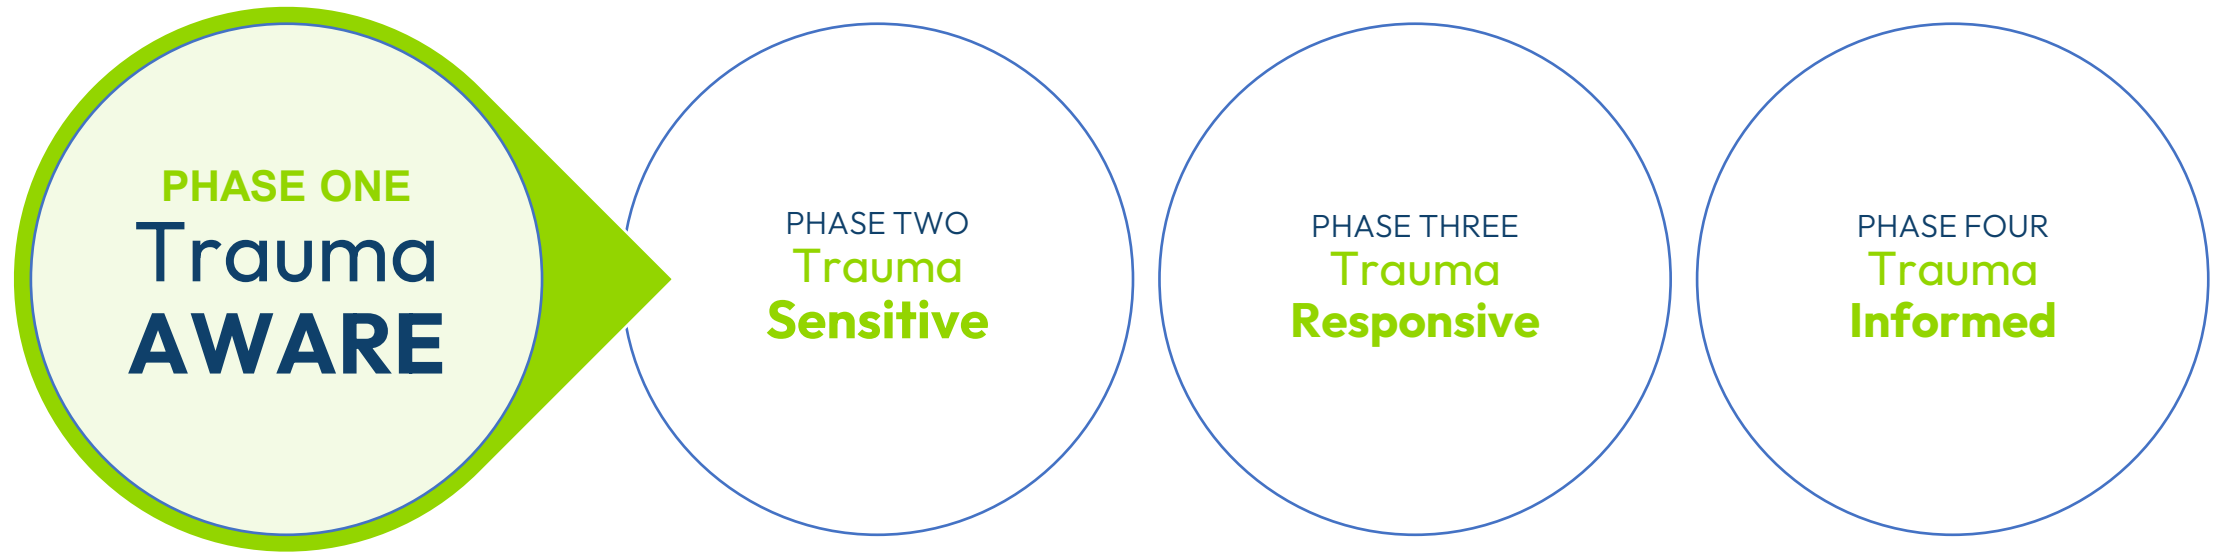 PHASE ONE
Trauma
AWARE
PHASE TWO
Trauma
Sensitive
PHASE THREE
Trauma
Responsive
PHASE FOUR
Trauma
Informed